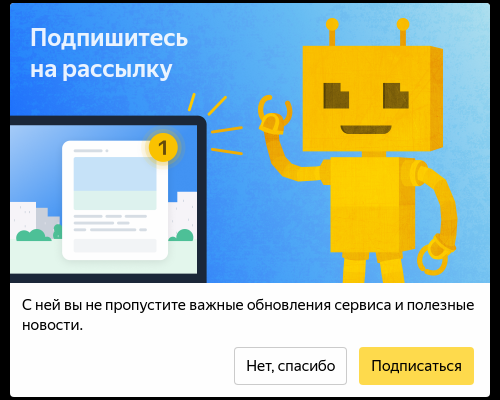 Подпишитесь
на рассылку
1
С ней вы не пропустите важные обновления сервиса и полезные
новости.
Нет, спасибо
Подписаться